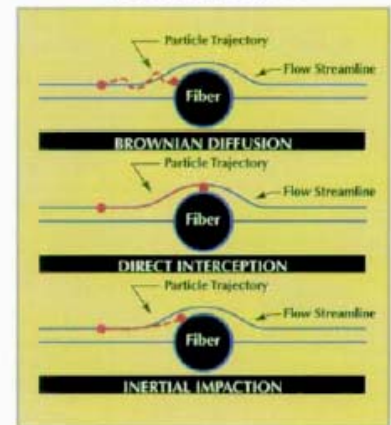 Particle Trajectory
Flow Streamline
Fiber
BROWNIAN DIFFUSION
Particle Trajectory
Flow Streamline
Fiber
DIRECT INTERCEPTION
Particle Trajectory
Flow Streamline
Fiber
INERTIAL IMPACTION